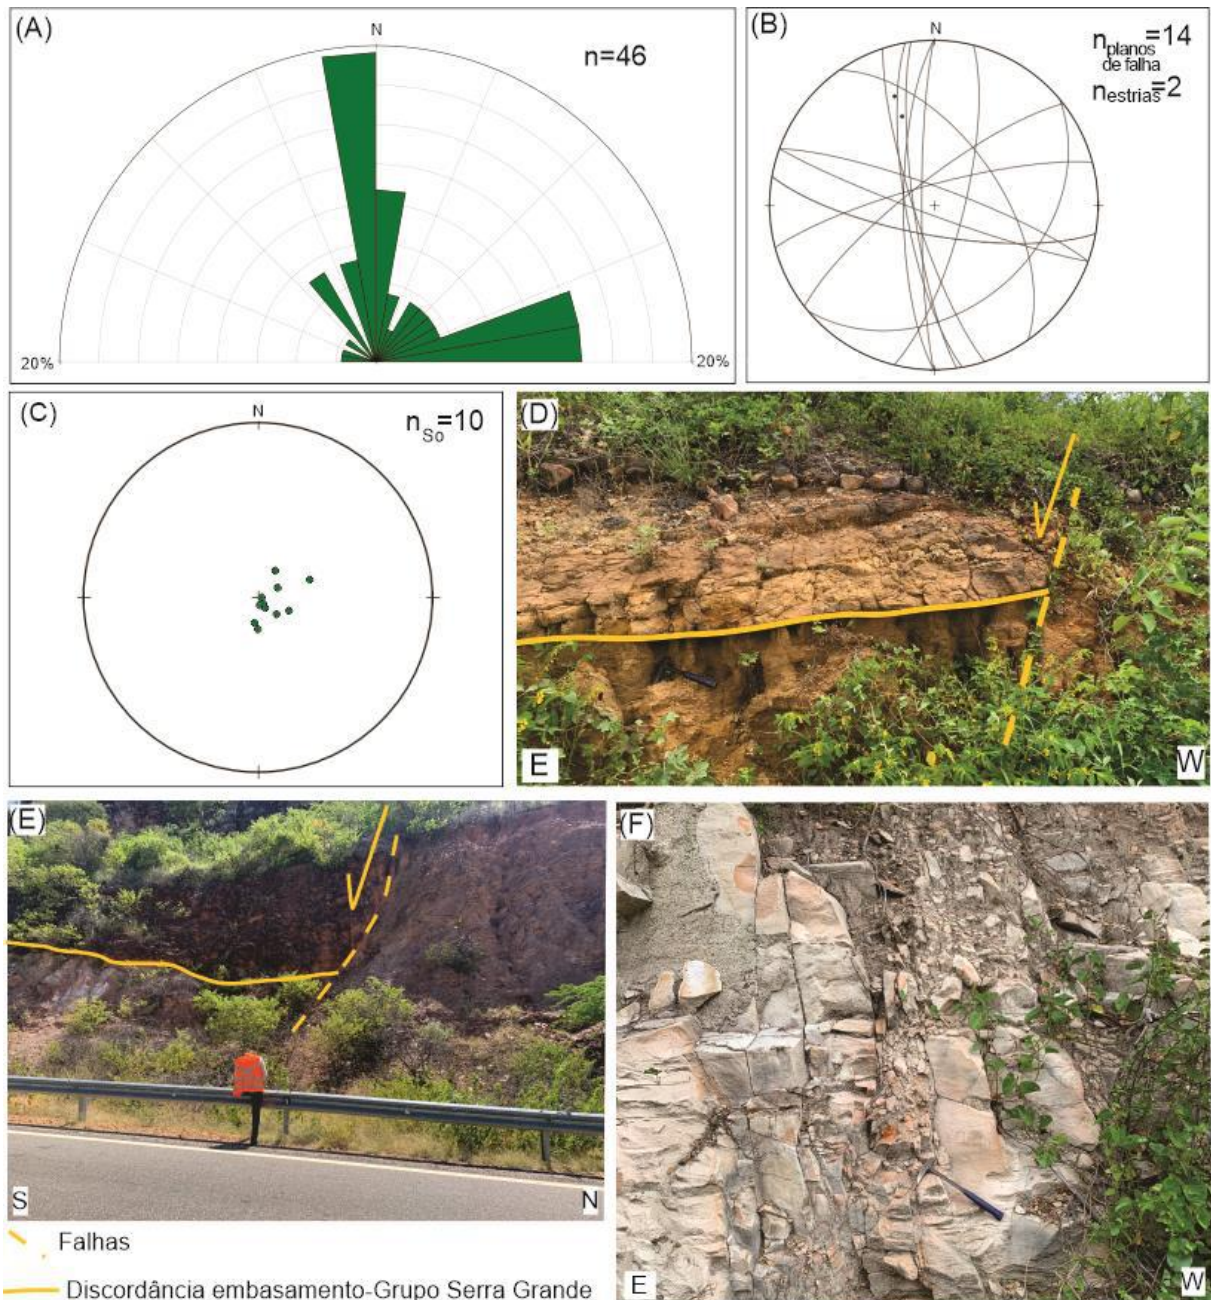 (A)
N
n=46
20%
20%
(B)
N
nplanos=14
de falha
nestrias=2
(C)
N
nSo=10
(D)
E
W
(E)
S
N
(F)
E
W
Falhas
Discordância embasamento-Grupo Serra Grande